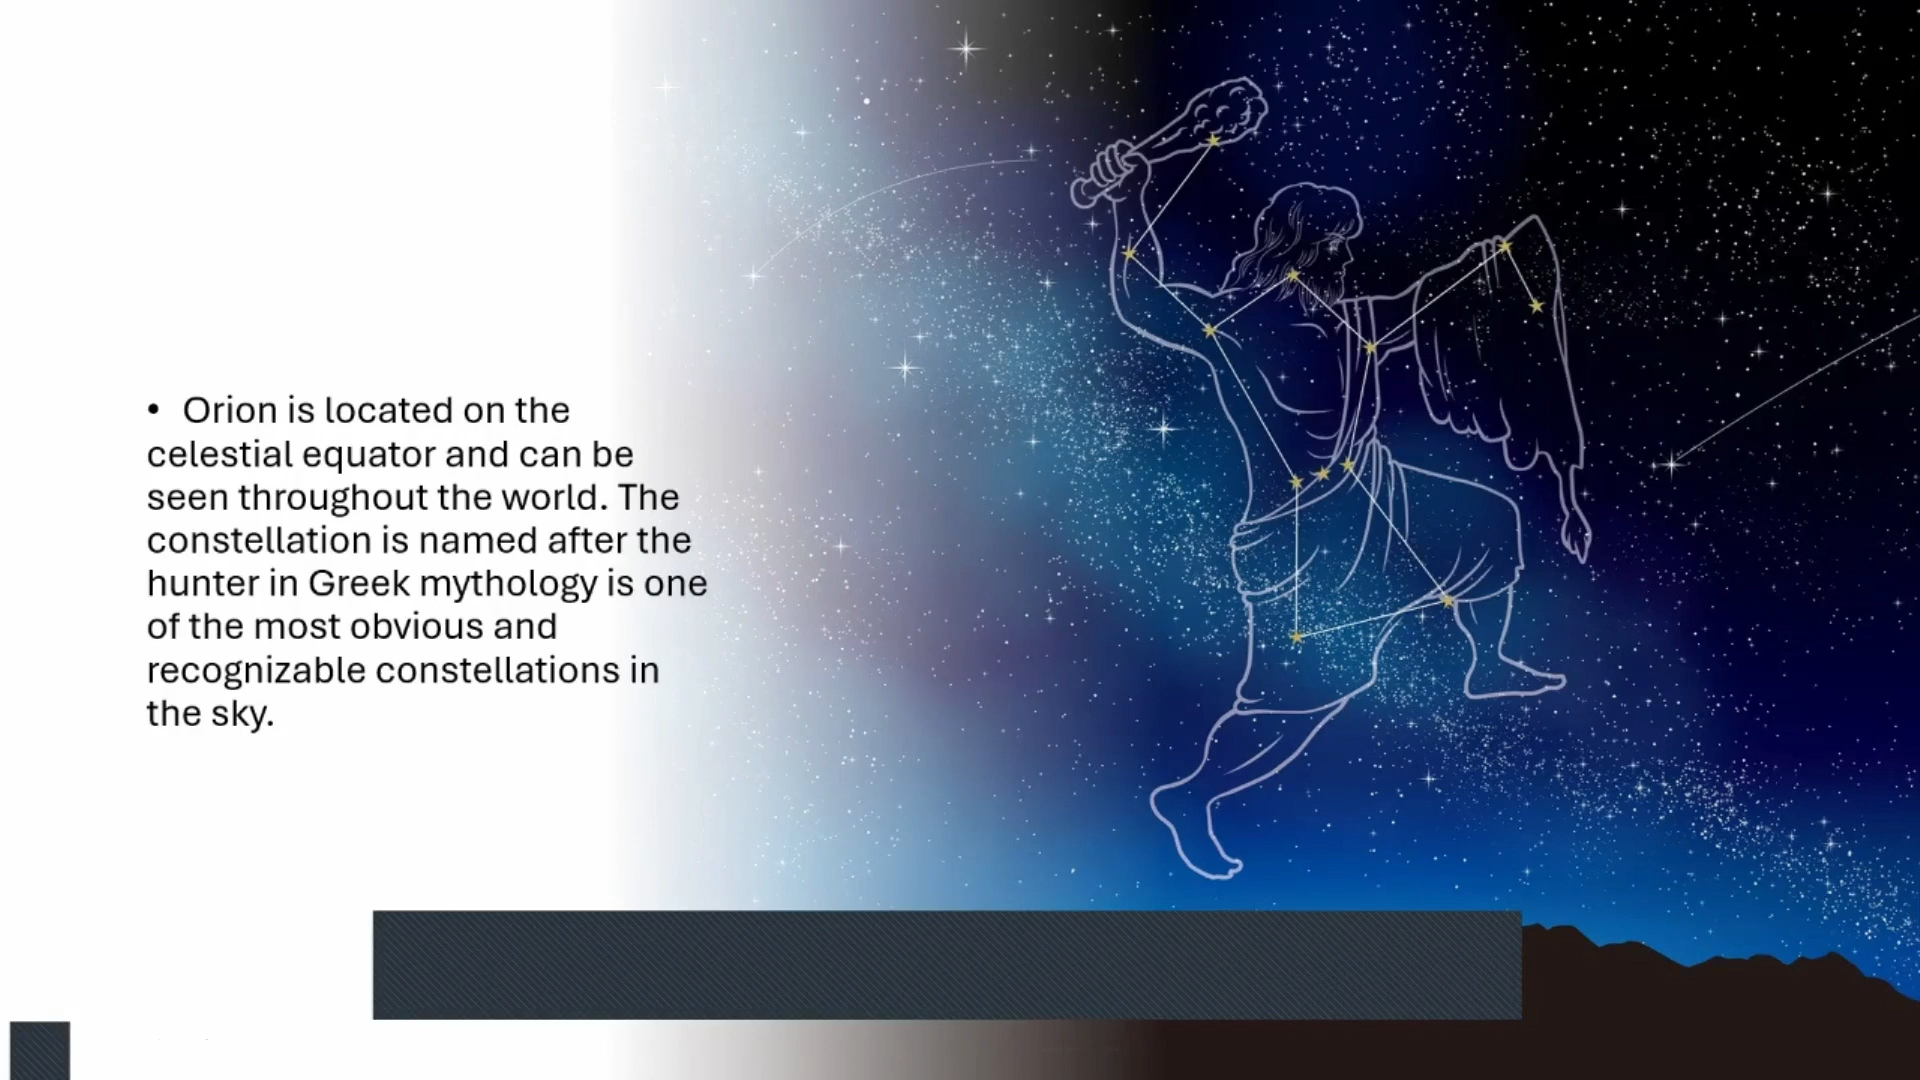 • Orion is located on the
celestial equator and can be
seen throughout the world. The
constellation is named after the
hunter in Greek mythology is one
of the most obvious and
recognizable constellations in
the sky.